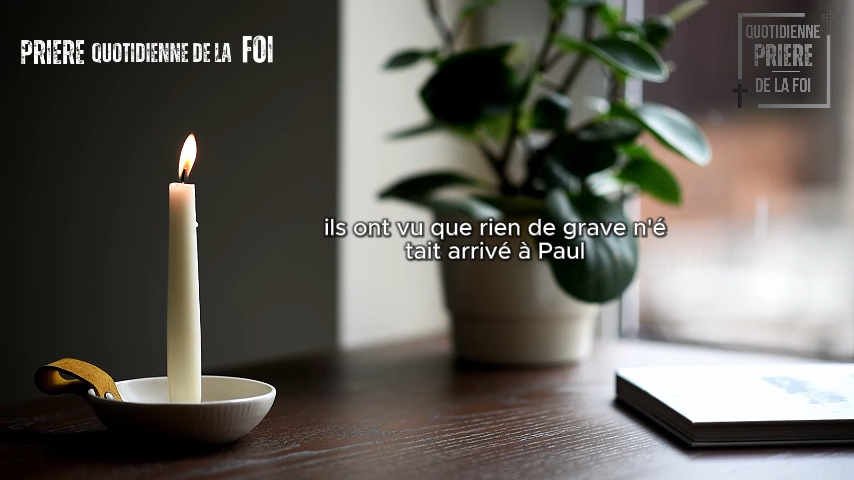 PRIERE QUOTIDIENNE DE LA FOI
QUOTIDIENNE
PRIERE
DE LA FOI
ils ont vu que rien de grave n'é
tait arrivé à Paul